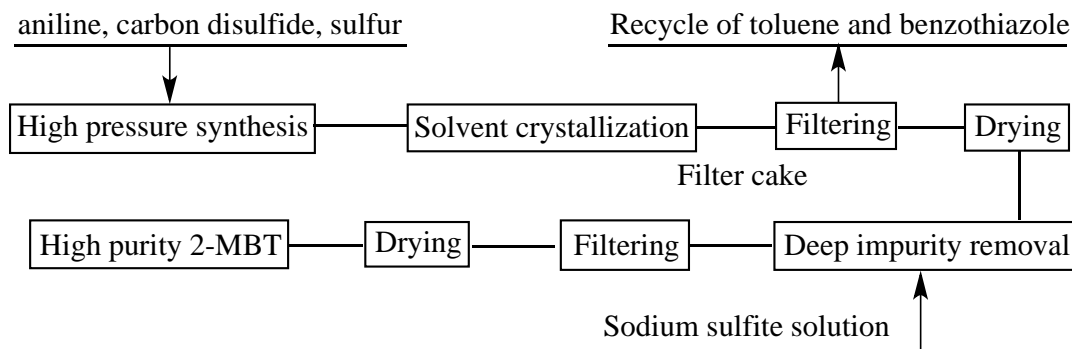 aniline, carbon disulfide, sulfur
Recycle of toluene and benzothiazole
High pressure synthesis
Solvent crystallization
Filtering
Drying
Filter cake
High purity 2-MBT
Drying
Filtering
Deep impurity removal
Sodium sulfite solution